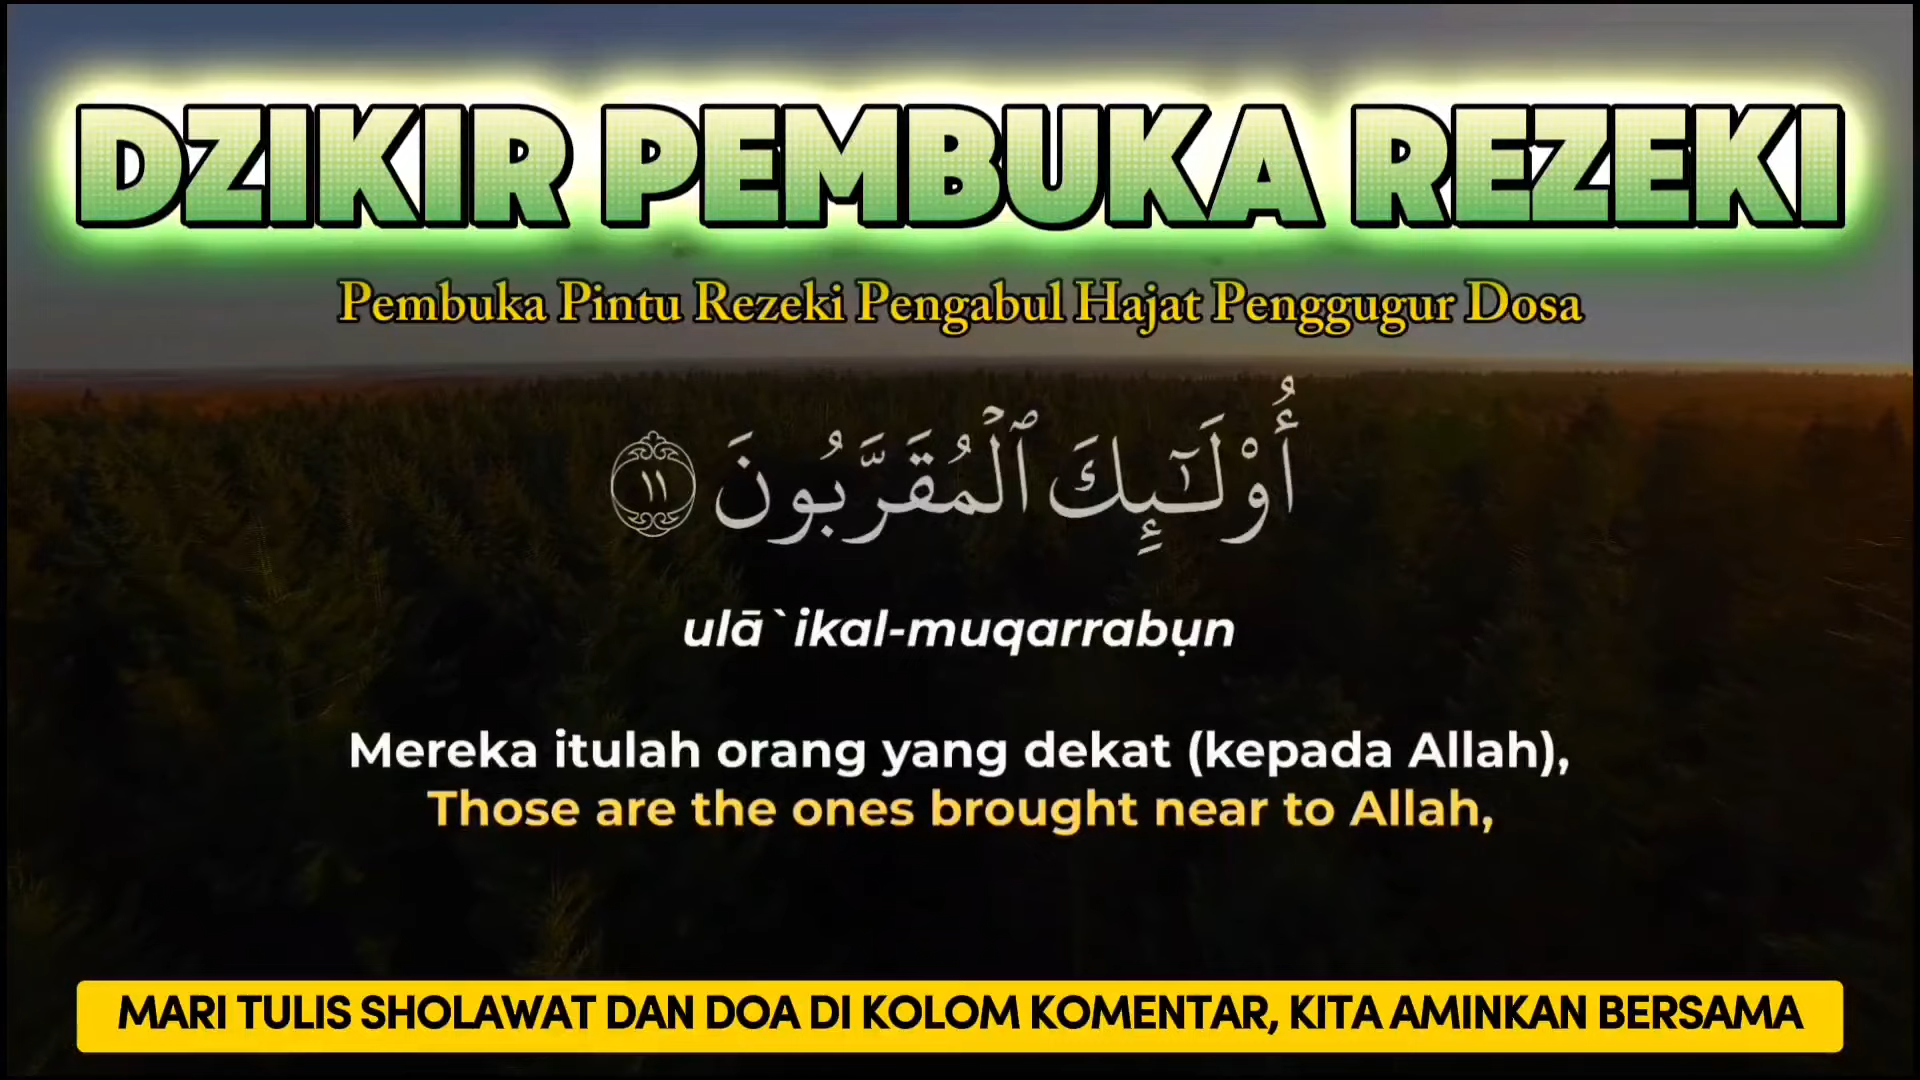 DZIKIR PEMBUKA REZEKI
Pembuka Pintu Rezeki Pengabul Hajat Penggugur Dosa
أُو۟لَـٰٓئِكَ ٱلْمُقَرَّبُونَ ١١
ulā`ikal-muqarrabụn
Mereka itulah orang yang dekat (kepada Allah),
Those are the ones brought near to Allah,
MARI TULIS SHOLAWAT DAN DOA DI KOLOM KOMENTAR, KITA AMINKAN BERSAMA